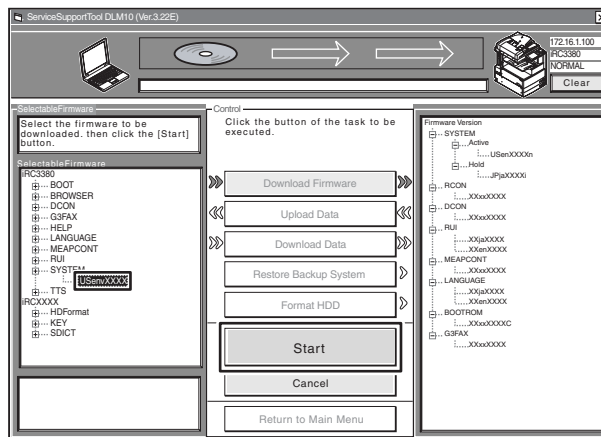 ServiceSupportTool DLM10 (Ver.3.22E)
172.16.1.100
iRC3380
NORMAL
Clear
SelectableFirmware
Select the firmware to be
downloaded. then click the [Start]
button.
SelectableFirmware
iRC3380
BOOT
BROWSER
DCON
G3FAX
HELP
LANGUAGE
MEAPCONT
RUI
SYSTEM
USenvXXXX
TTS
iRCXXXX
HDFormat
KEY
SDICT
Control
Click the button of the task to be
executed.
Download Firmware
Upload Data
Download Data
Restore Backup System
Format HDD
Start
Cancel
Return to Main Menu
Firmware Version
SYSTEM
Active
USenXXXXn
Hold
JPjaXXXXi
RCON
XXxxXXXX
DCON
XXxxXXXX
RUI
XXjaXXXX
XXenXXXX
MEAPCONT
XXxxXXXX
LANGUAGE
XXjaXXXX
XXenXXXX
BOOTROM
XXxxXXXXC
G3FAX
XXxxXXXX